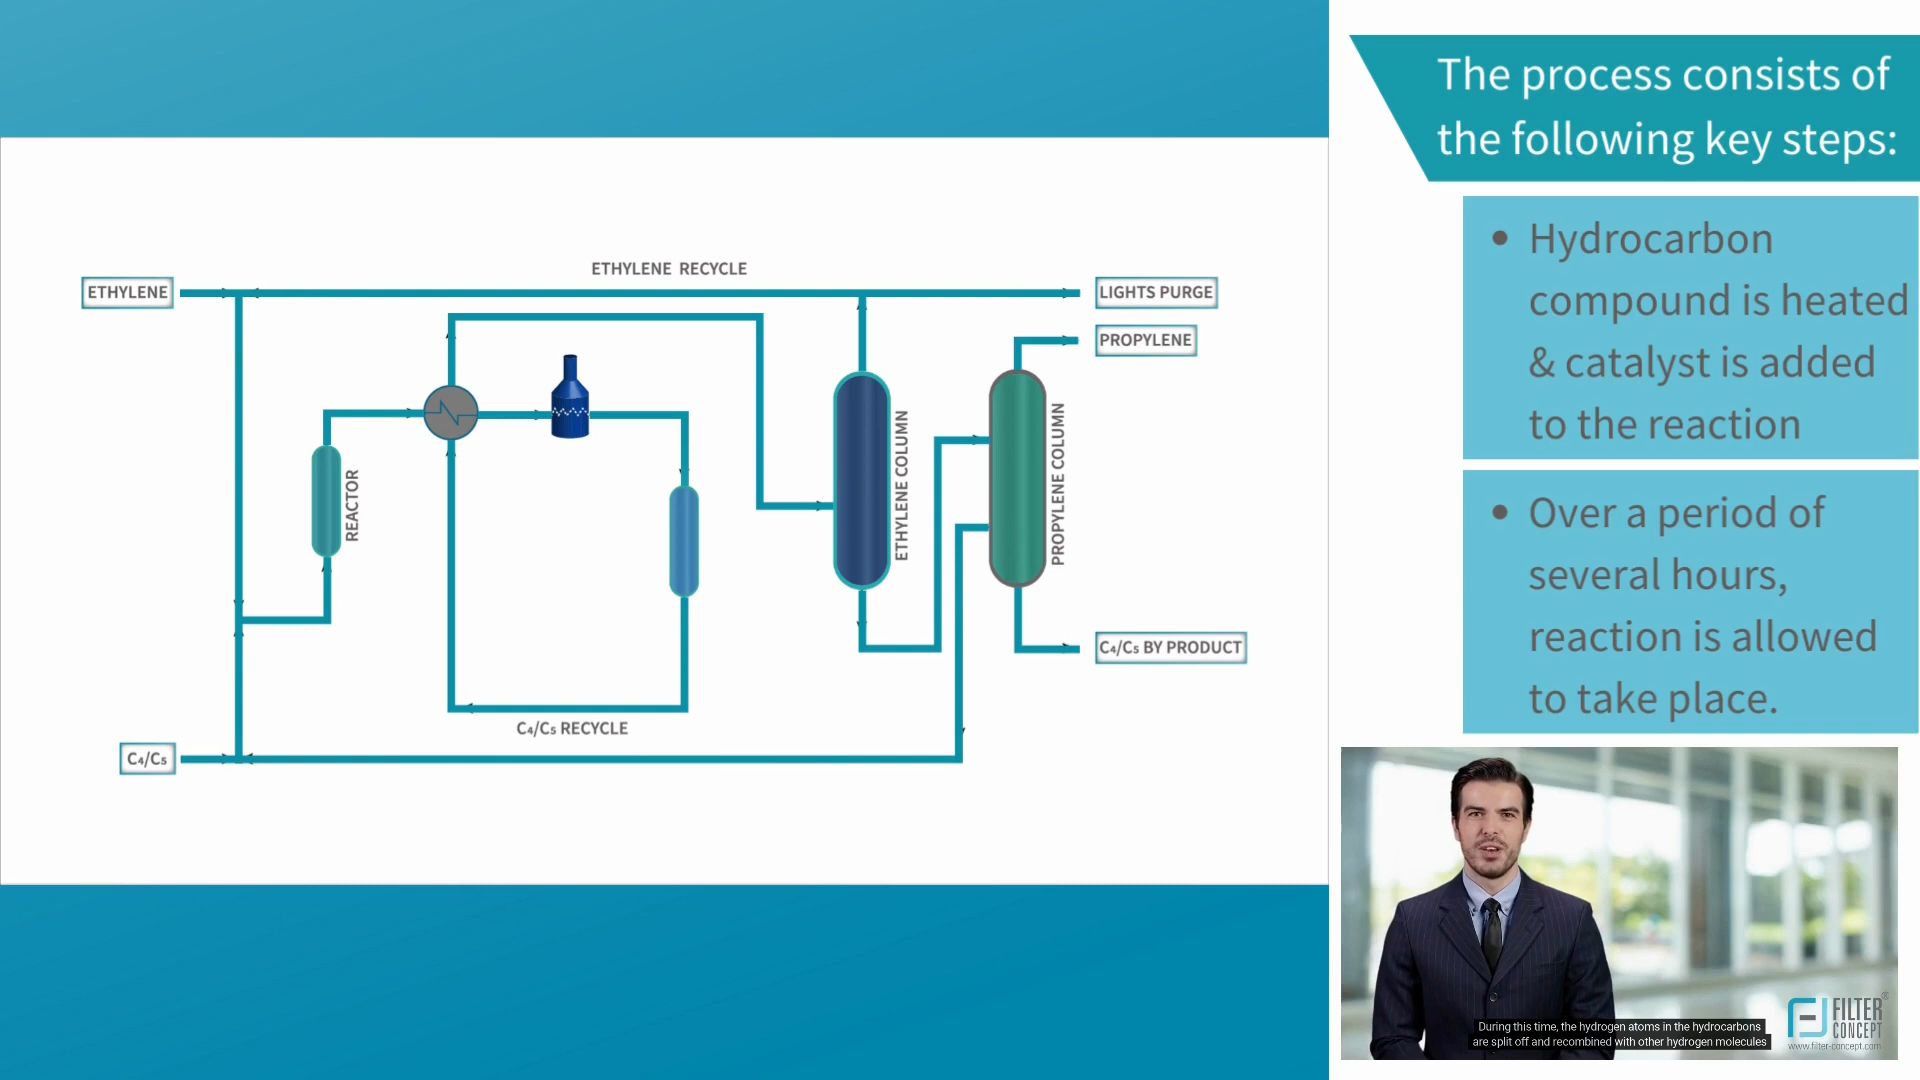 The process consists of
the following key steps:
• Hydrocarbon
compound is heated
& catalyst is added
to the reaction
• Over a period of
several hours,
reaction is allowed
to take place.
ETHYLENE RECYCLE
ETHYLENE
LIGHTS PURGE
PROPYLENE
REACTOR
ETHYLENE COLUMN
PROPYLENE COLUMN
C₄/C₅ BY PRODUCT
C₄/C₅ RECYCLE
C₄/C₅
During this time, the hydrogen atoms in the hydrocarbons
are split off and recombined with other hydrogen molecules
FILTER®
CONCEPT
www.filter-concept.com